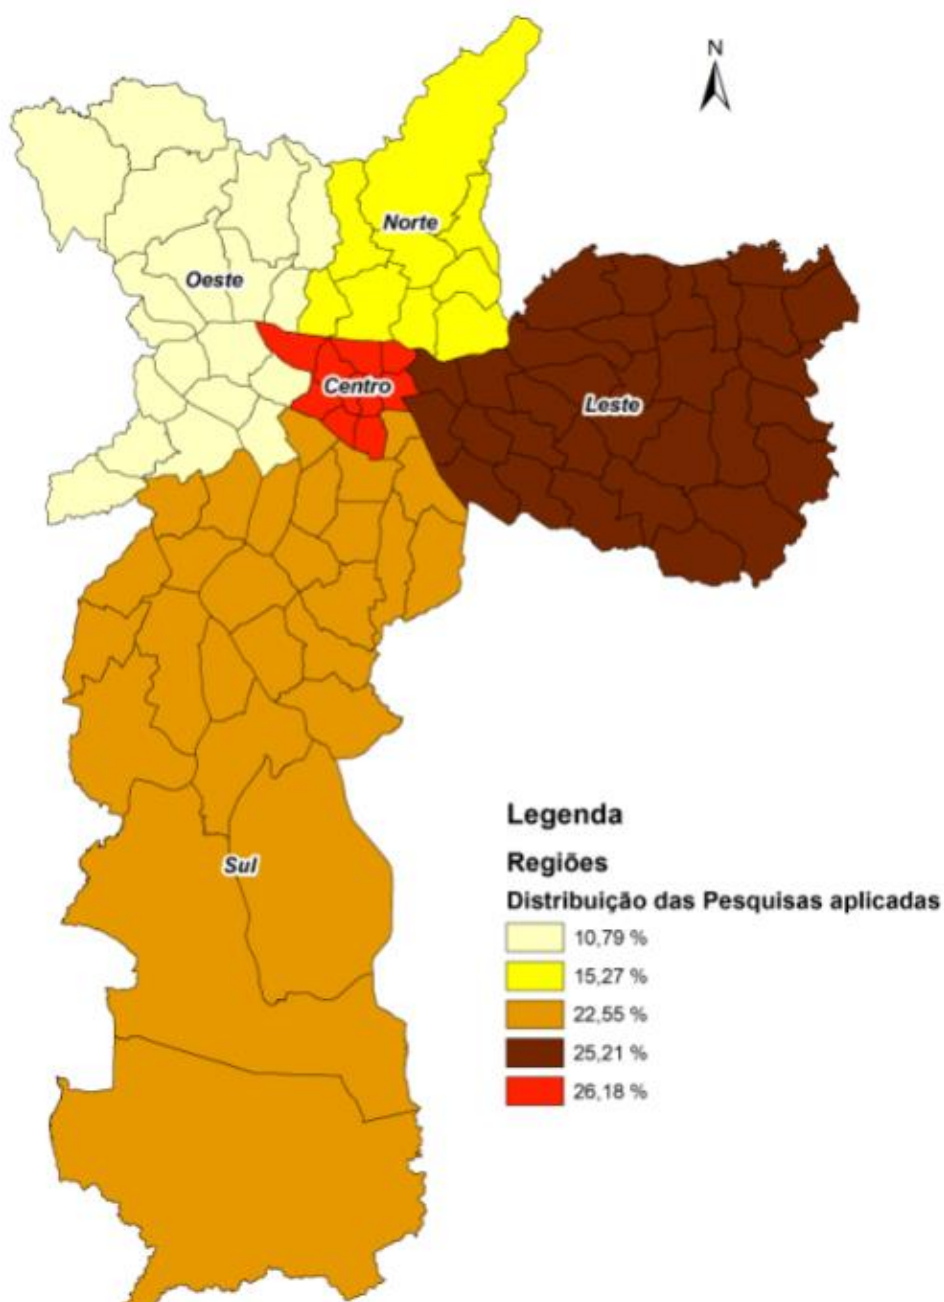 N
Norte
Oeste
Centro
Leste
Sul
Legenda
Regiões
Distribuição das Pesquisas aplicadas
10,79 %
15,27 %
22,55 %
25,21 %
26,18 %